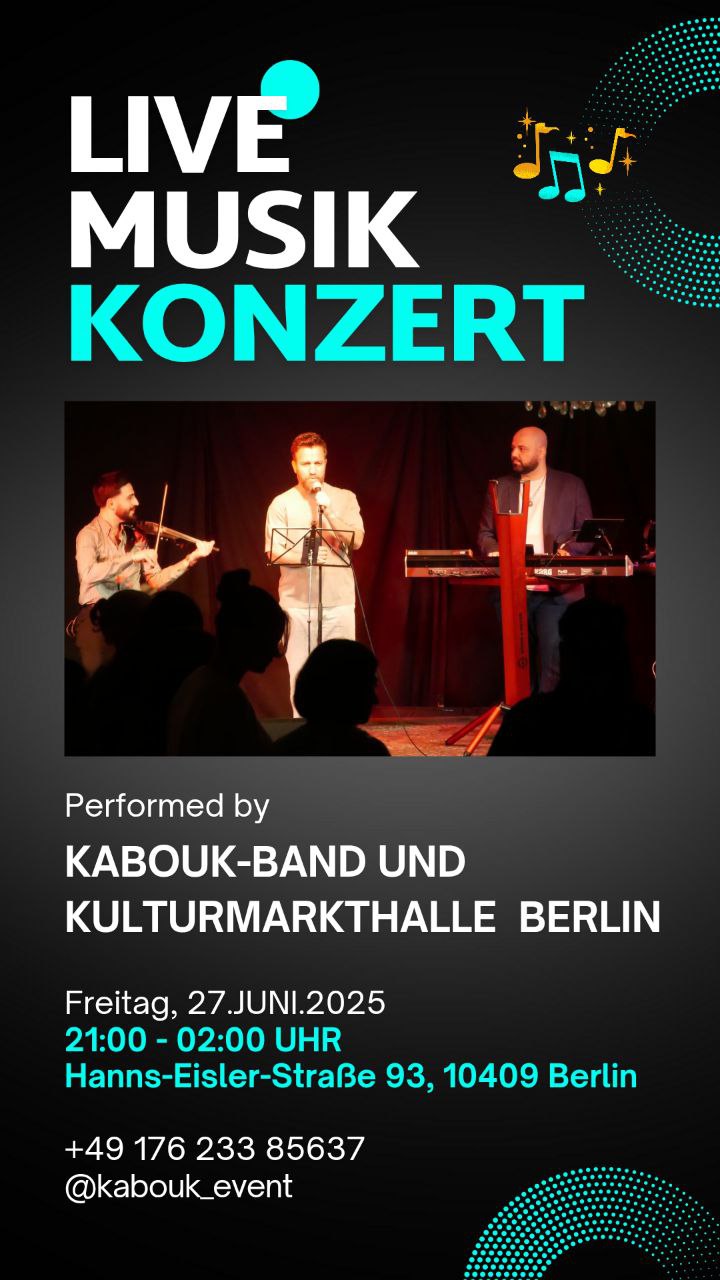 LIVE
MUSIK
KONZERT
KORG
Performed by
KABOUK-BAND UND
KULTURMARKTHALLE BERLIN
Freitag, 27.JUNI.2025
21:00 - 02:00 UHR
Hanns-Eisler-Straße 93, 10409 Berlin
+49 176 233 85637
@kabouk_event